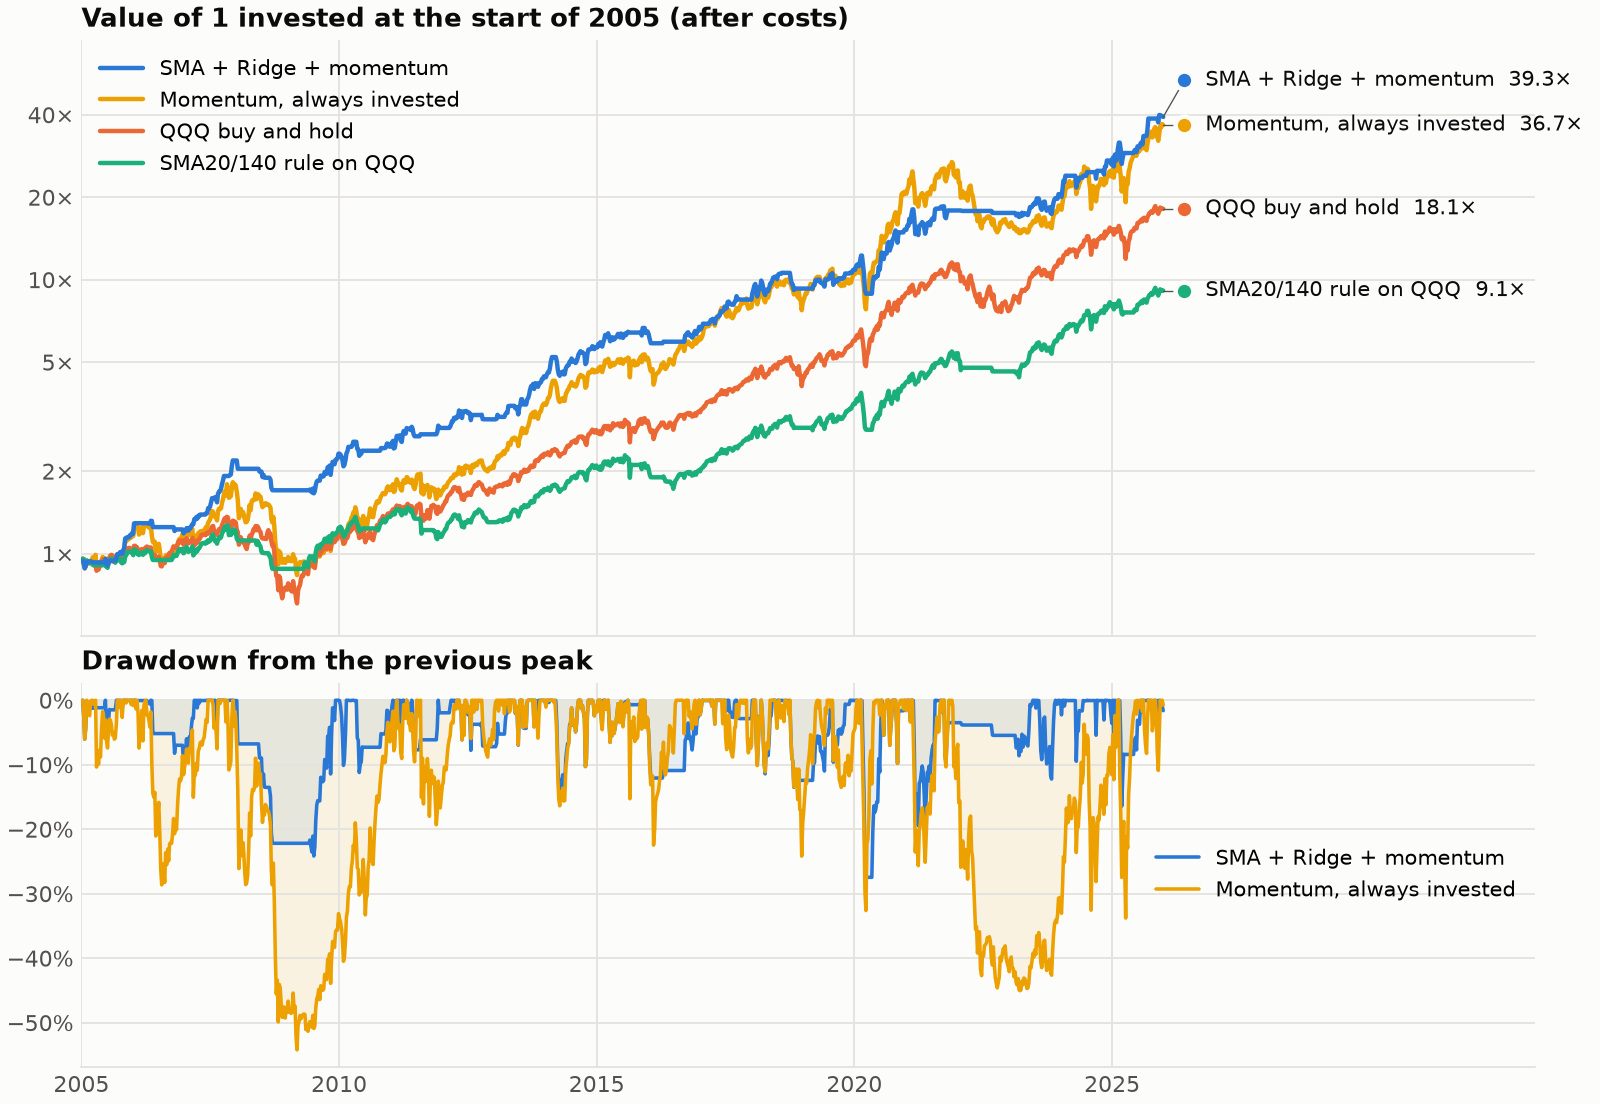 Value of 1 invested at the start of 2005 (after costs)
SMA + Ridge + momentum
Momentum, always invested
QQQ buy and hold
SMA20/140 rule on QQQ
40×
20×
10×
5×
2×
1×
SMA + Ridge + momentum 39.3×
Momentum, always invested 36.7×
QQQ buy and hold 18.1×
SMA20/140 rule on QQQ 9.1×
Drawdown from the previous peak
0%
−10%
−20%
−30%
−40%
−50%
SMA + Ridge + momentum
Momentum, always invested
2005 2010 2015 2020 2025